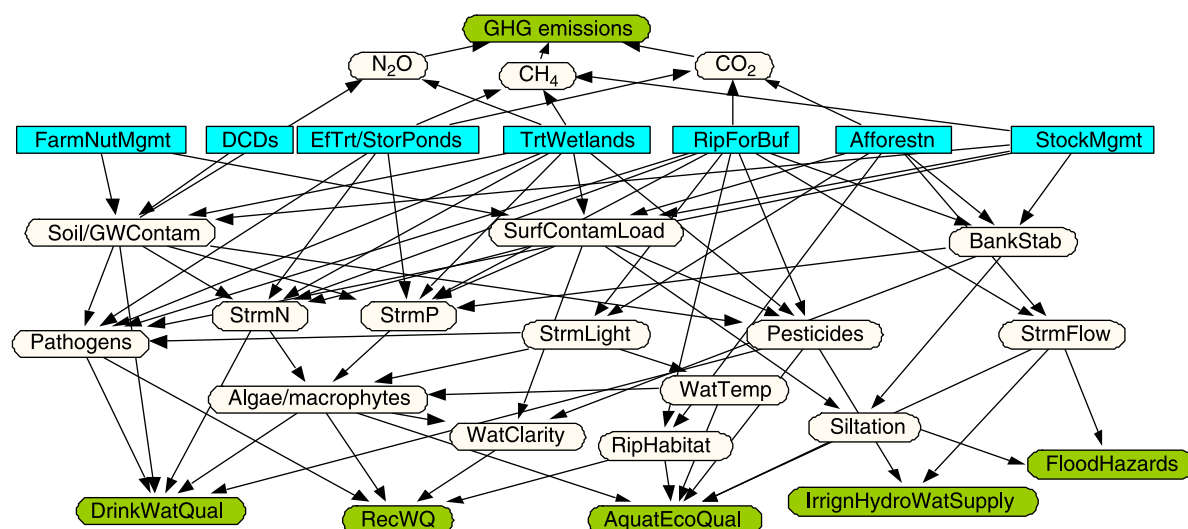 GHG emissions
N₂O
CH₄
CO₂
FarmNutMgmt
DCDs
EfTrt/StorPonds
TrtWetlands
RipForBuf
Afforestn
StockMgmt
Soil/GWContam
SurfContamLoad
BankStab
StrmN
StrmP
Pathogens
StrmLight
Pesticides
StrmFlow
Algae/macrophytes
WatTemp
WatClarity
RipHabitat
Siltation
FloodHazards
DrinkWatQual
RecWQ
AquatEcoQual
IrrignHydroWatSupply